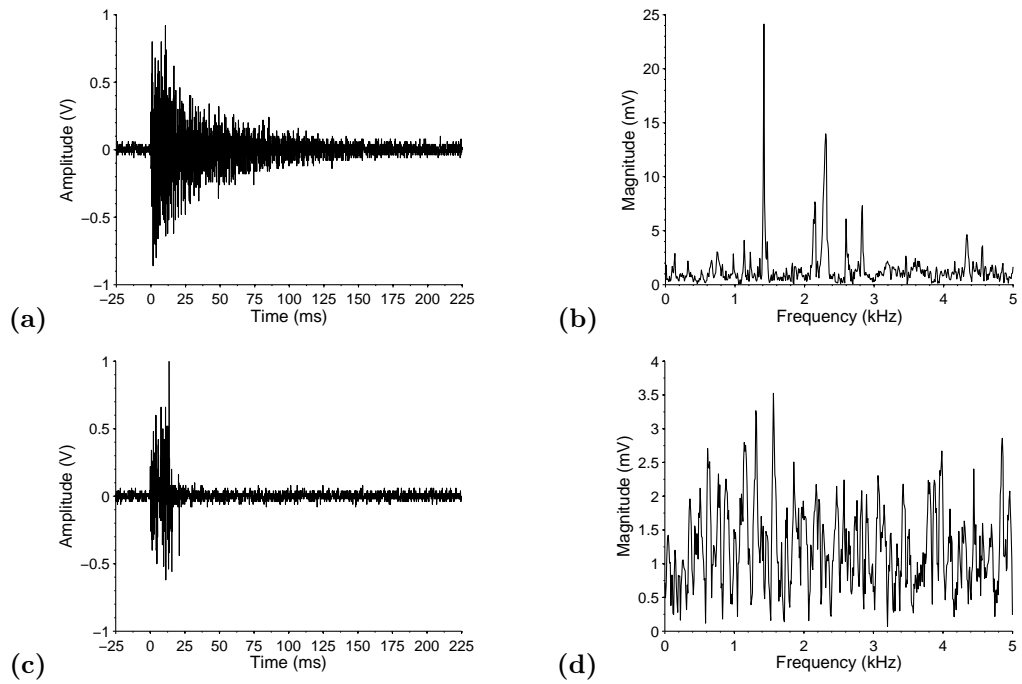 1
0.5
0
−0.5
−1
Amplitude (V)
−25 0 25 50 75 100 125 150 175 200 225
Time (ms)
(a)
25
20
15
10
5
0
Magnitude (mV)
0 1 2 3 4 5
Frequency (kHz)
(b)
1
0.5
0
−0.5
−1
Amplitude (V)
−25 0 25 50 75 100 125 150 175 200 225
Time (ms)
(c)
4
3.5
3
2.5
2
1.5
1
0.5
0
Magnitude (mV)
0 1 2 3 4 5
Frequency (kHz)
(d)